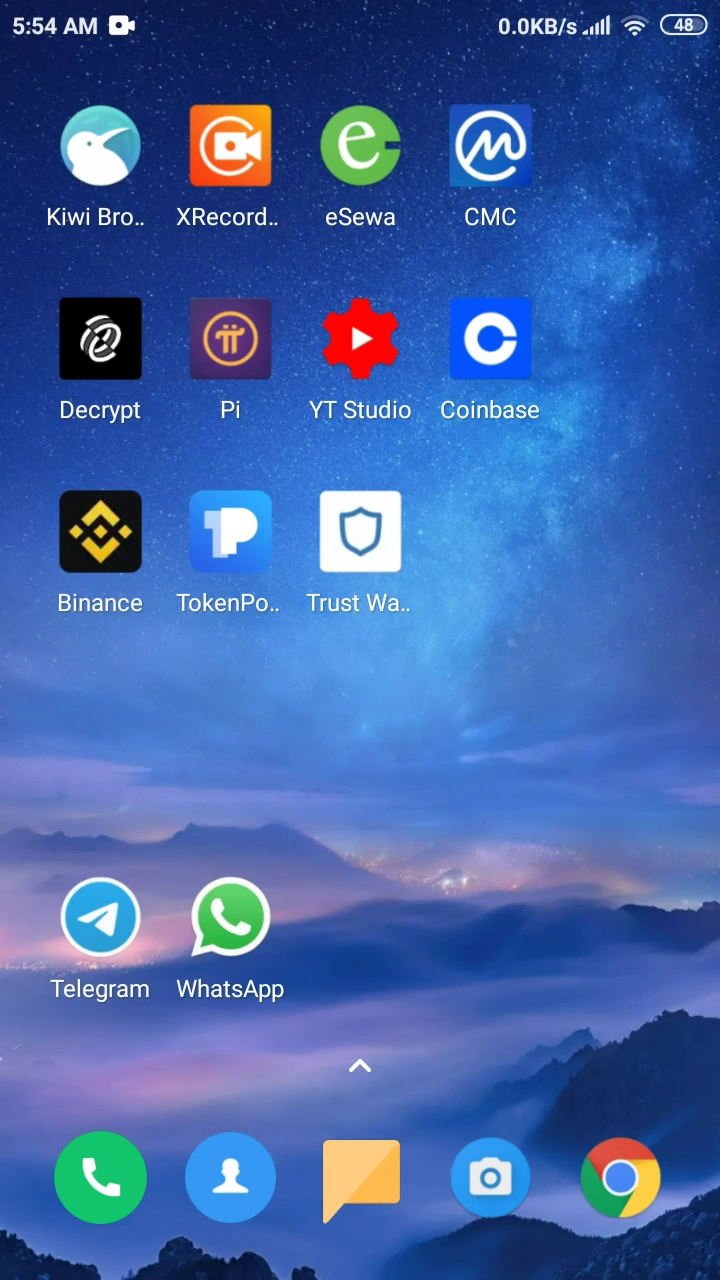 5:54 AM 0.0KB/s 48
Kiwi Bro.. XRecord.. eSewa CMC
Decrypt Pi YT Studio Coinbase
Binance TokenPo.. Trust Wa..
Telegram WhatsApp